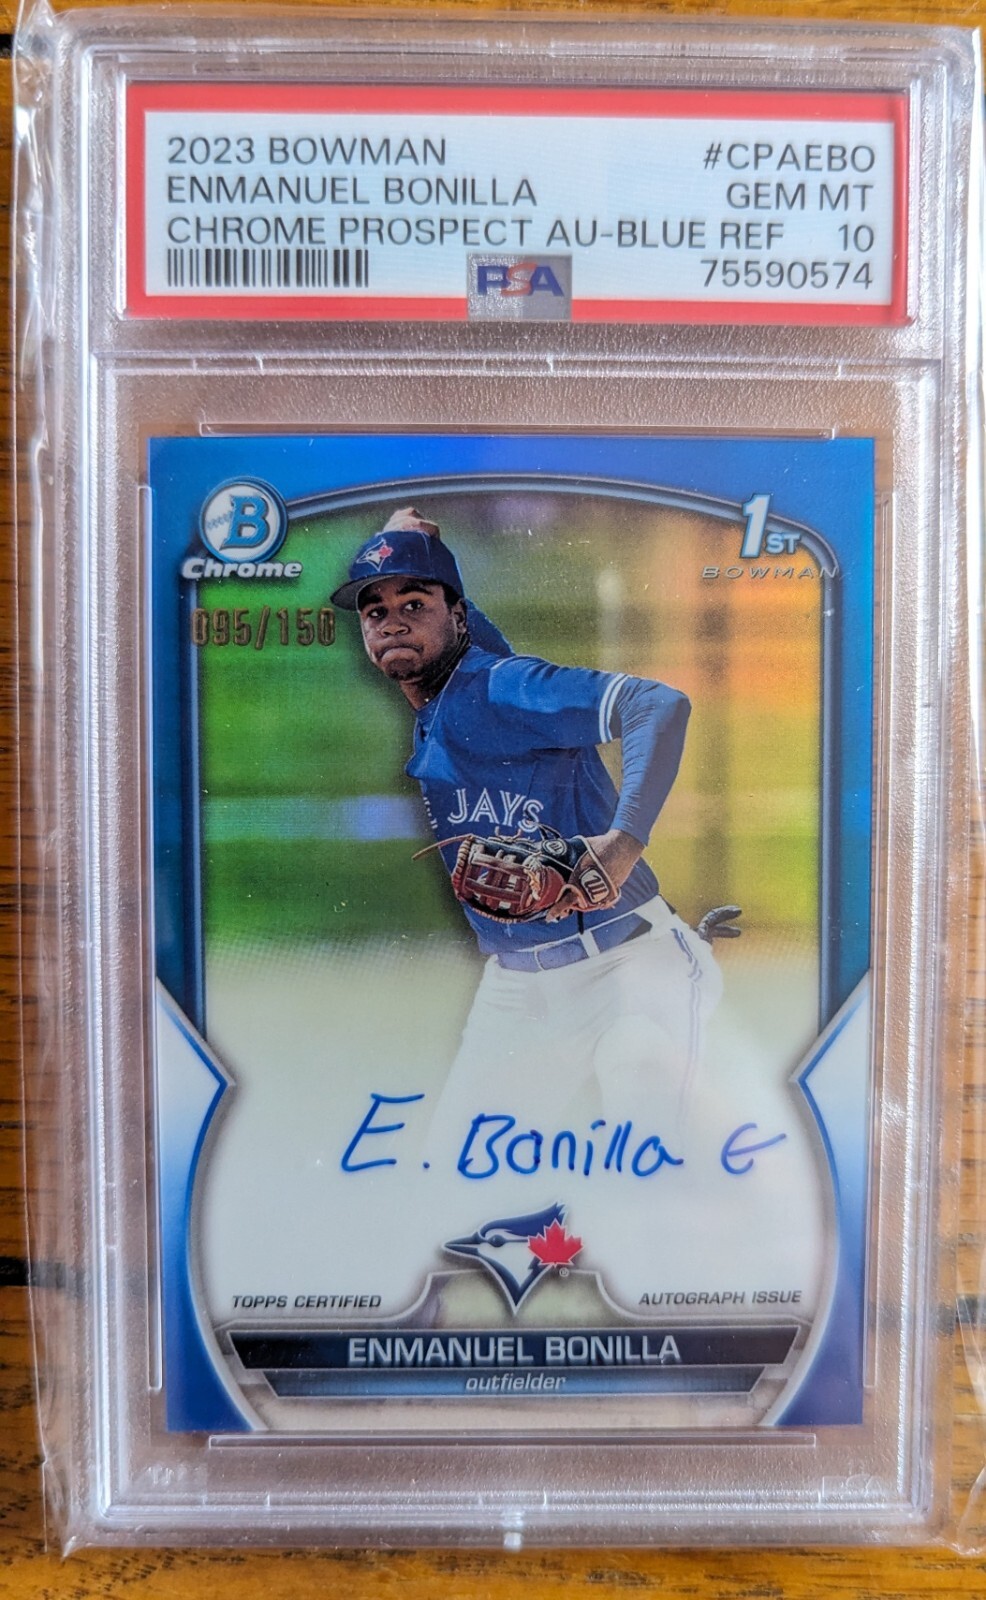 2023 BOWMAN #CPAEBO
ENMANUEL BONILLA GEM MT
CHROME PROSPECT AU-BLUE REF 10
75590574
PSA
B
Chrome
1ST
BOWMAN
095/150
JAYS
E. Bonilla E
TOPPS CERTIFIED AUTOGRAPH ISSUE
ENMANUEL BONILLA
outfielder